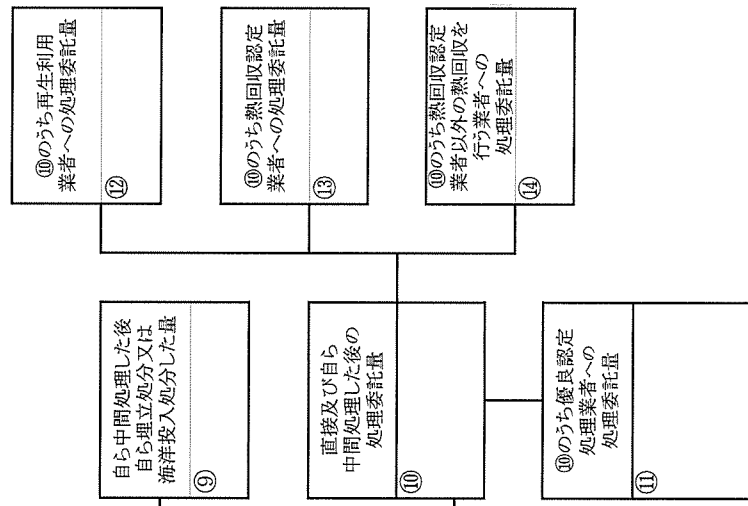 ⑩のうち再生利用
業者への処理委託量
⑫
⑩のうち熱回収認定
業者への処理委託量
⑬
⑩のうち熱回収認定
業者以外の熱回収を
行う業者への
処理委託量
⑭
自ら中間処理した後
自ら埋立処分又は
海洋投入処分した量
⑨
直接及び自ら
中間処理した後の
処理委託量
⑩
⑩のうち優良認定
処理業者への
処理委託量
⑪